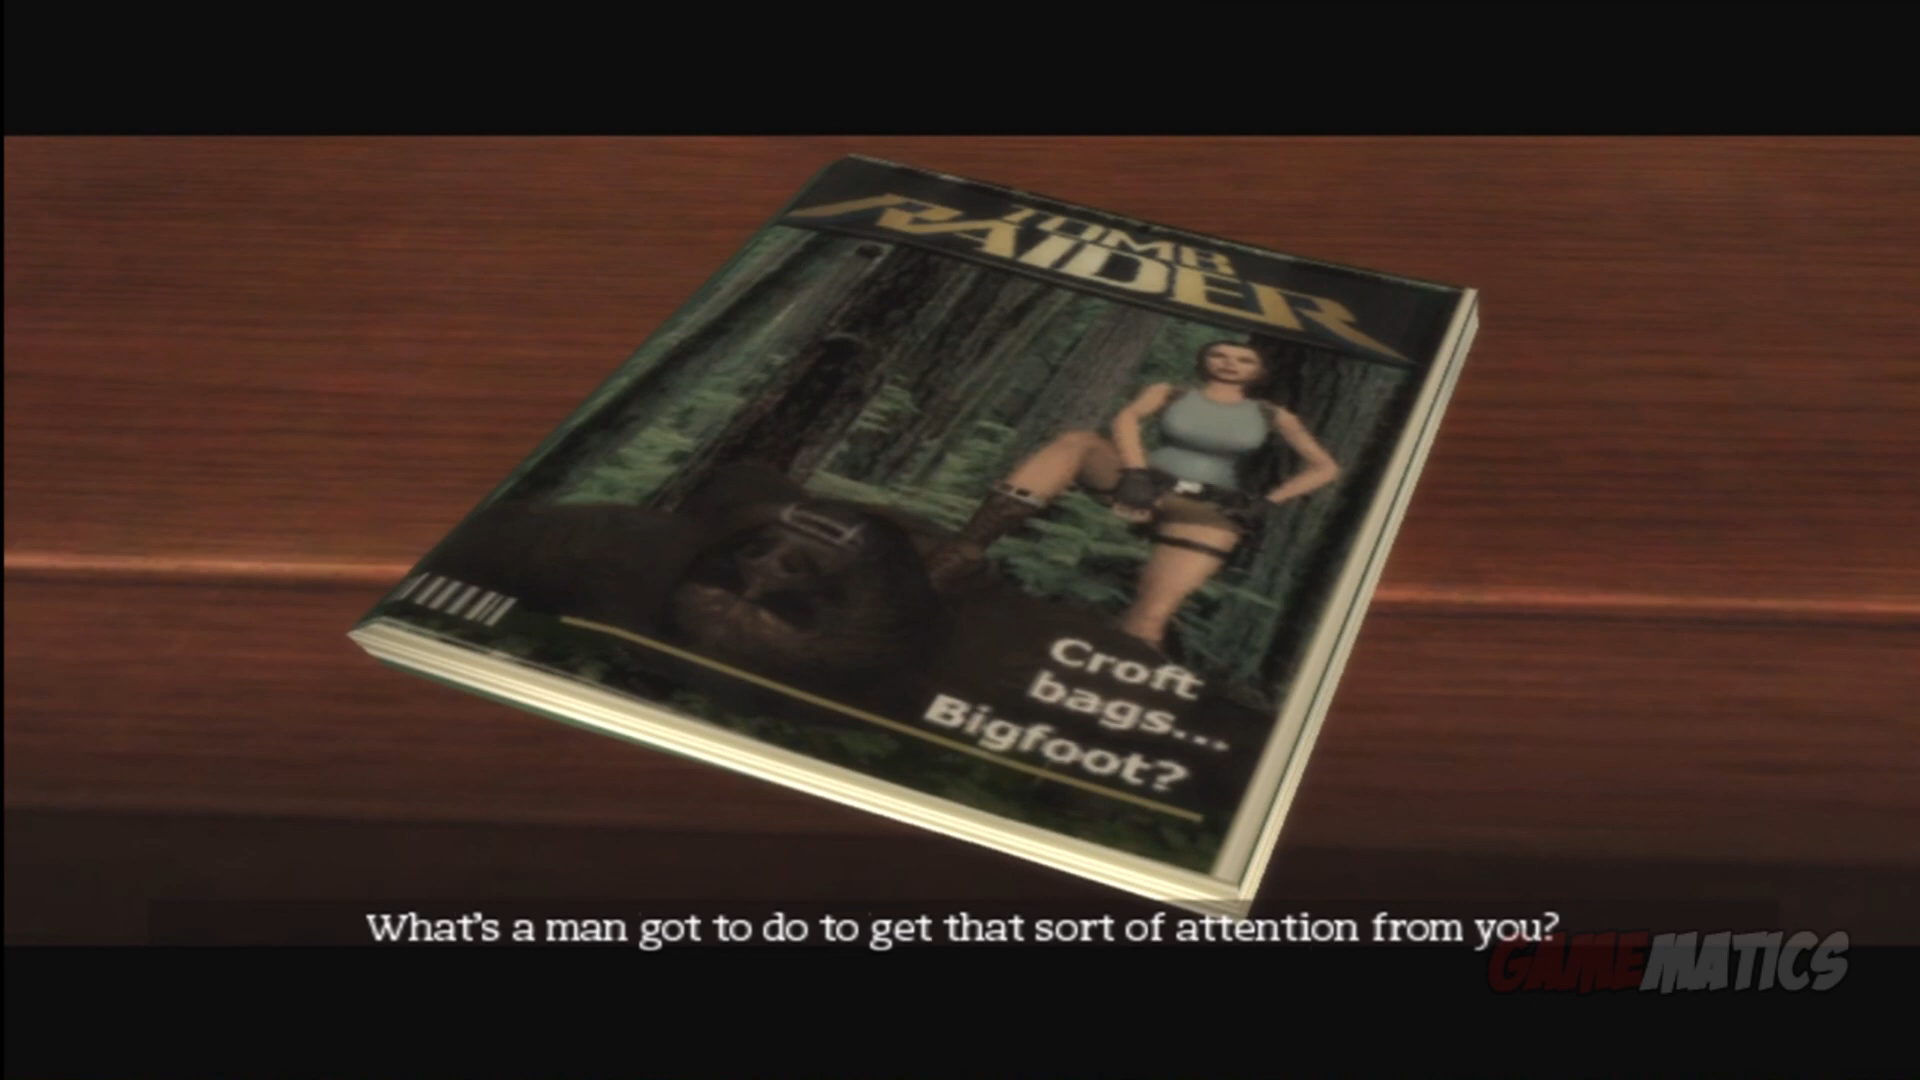 TOMB
RAIDER
Croft
bags...
Bigfoot?
What's a man got to do to get that sort of attention from you?
GAMEMATICS